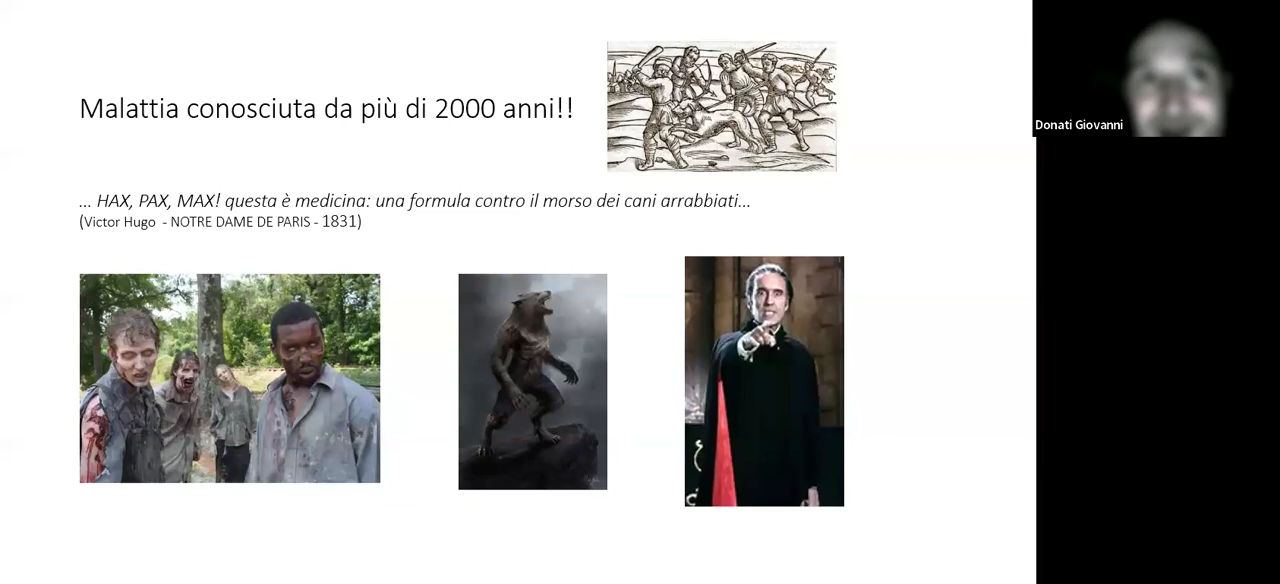 Malattia conosciuta da più di 2000 anni!!
... HAX, PAX, MAX! questa è medicina: una formula contro il morso dei cani arrabbiati...
(Victor Hugo - NOTRE DAME DE PARIS - 1831)
Donati Giovanni